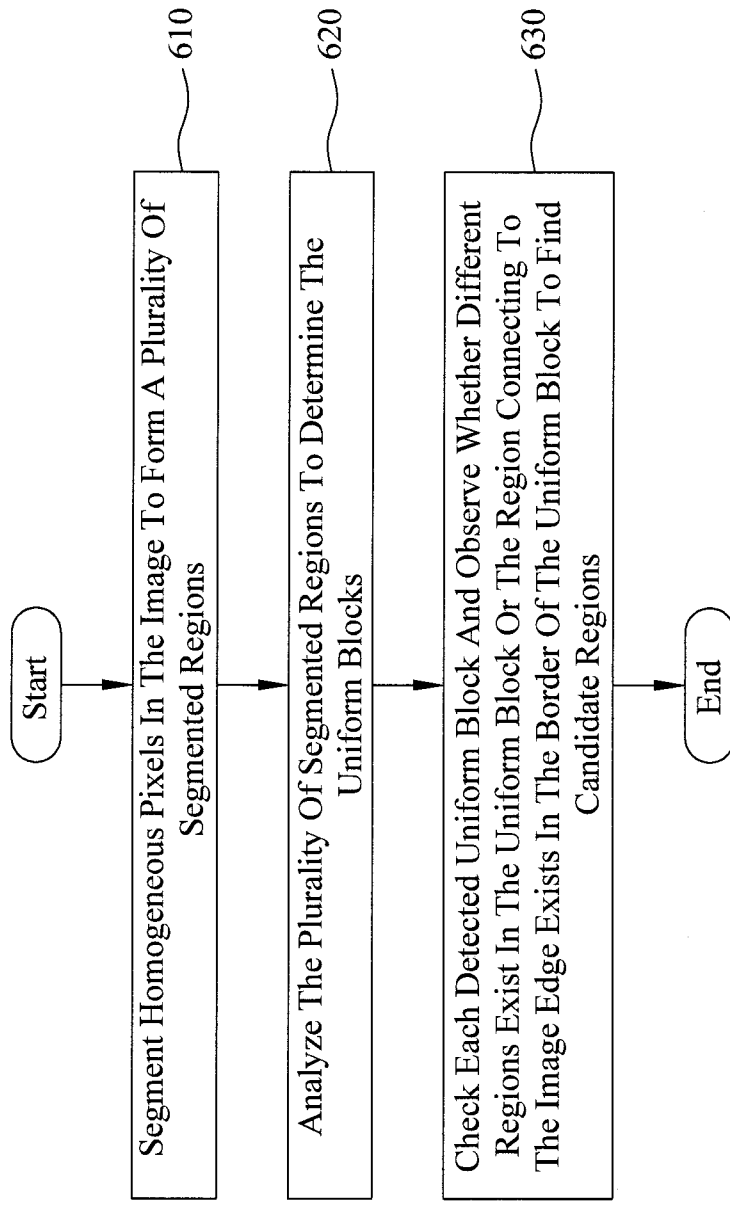 Start
Segment Homogeneous Pixels In The Image To Form A Plurality Of
Segmented Regions
610
Analyze The Plurality Of Segmented Regions To Determine The
Uniform Blocks
620
Check Each Detected Uniform Block And Observe Whether Different
Regions Exist In The Uniform Block Or The Region Connecting To
The Image Edge Exists In The Border Of The Uniform Block To Find
Candidate Regions
630
End